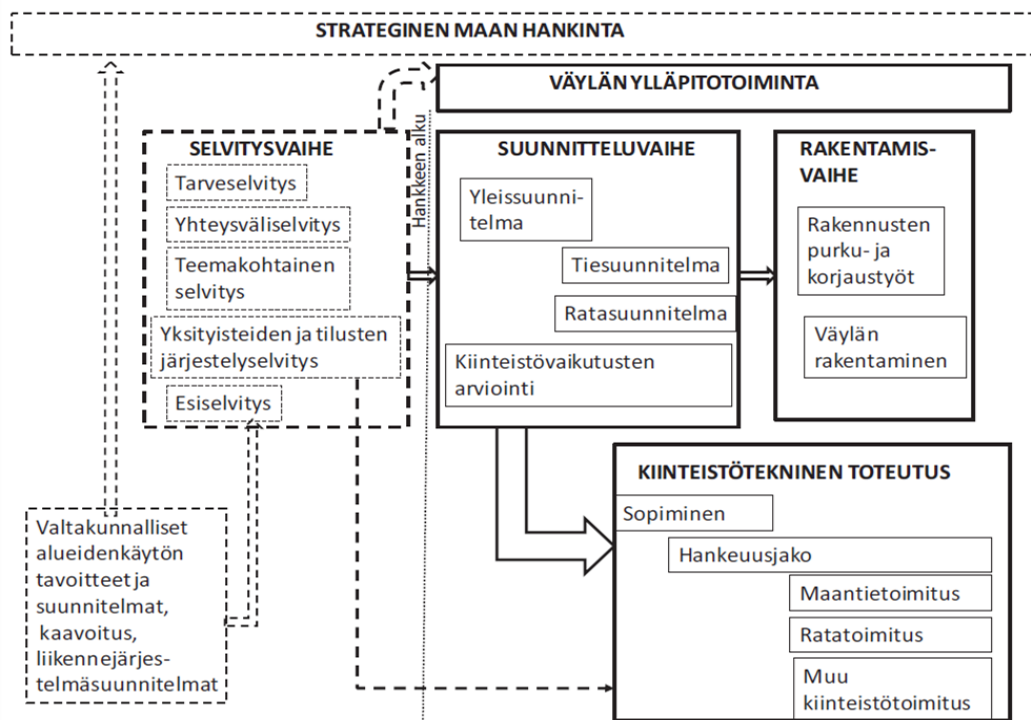 STRATEGINEN MAAN HANKINTA
VÄYLÄN YLLÄPITOTOIMINTA
Hankkeen alku
SELVITYSVAIHE
Tarveselvitys
Yhteysväliselvitys
Teemakohtainen
selvitys
Yksityisteiden ja tilusten
järjestelyselvitys
Esiselvitys
SUUNNITTELUVAIHE
Yleissuunni-
telma
Tiesuunnitelma
Ratasuunnitelma
Kiinteistövaikutusten
arviointi
RAKENTAMIS-
VAIHE
Rakennusten
purku- ja
korjaustyöt
Väylän
rakentaminen
KIINTEISTÖTEKNINEN TOTEUTUS
Sopiminen
Hankeuusjako
Maantietoimitus
Ratatoimitus
Muu
kiinteistötoimitus
Valtakunnalliset
alueidenkäytön
tavoitteet ja
suunnitelmat,
kaavoitus,
liikennejärjes-
telmäsuunnitelmat